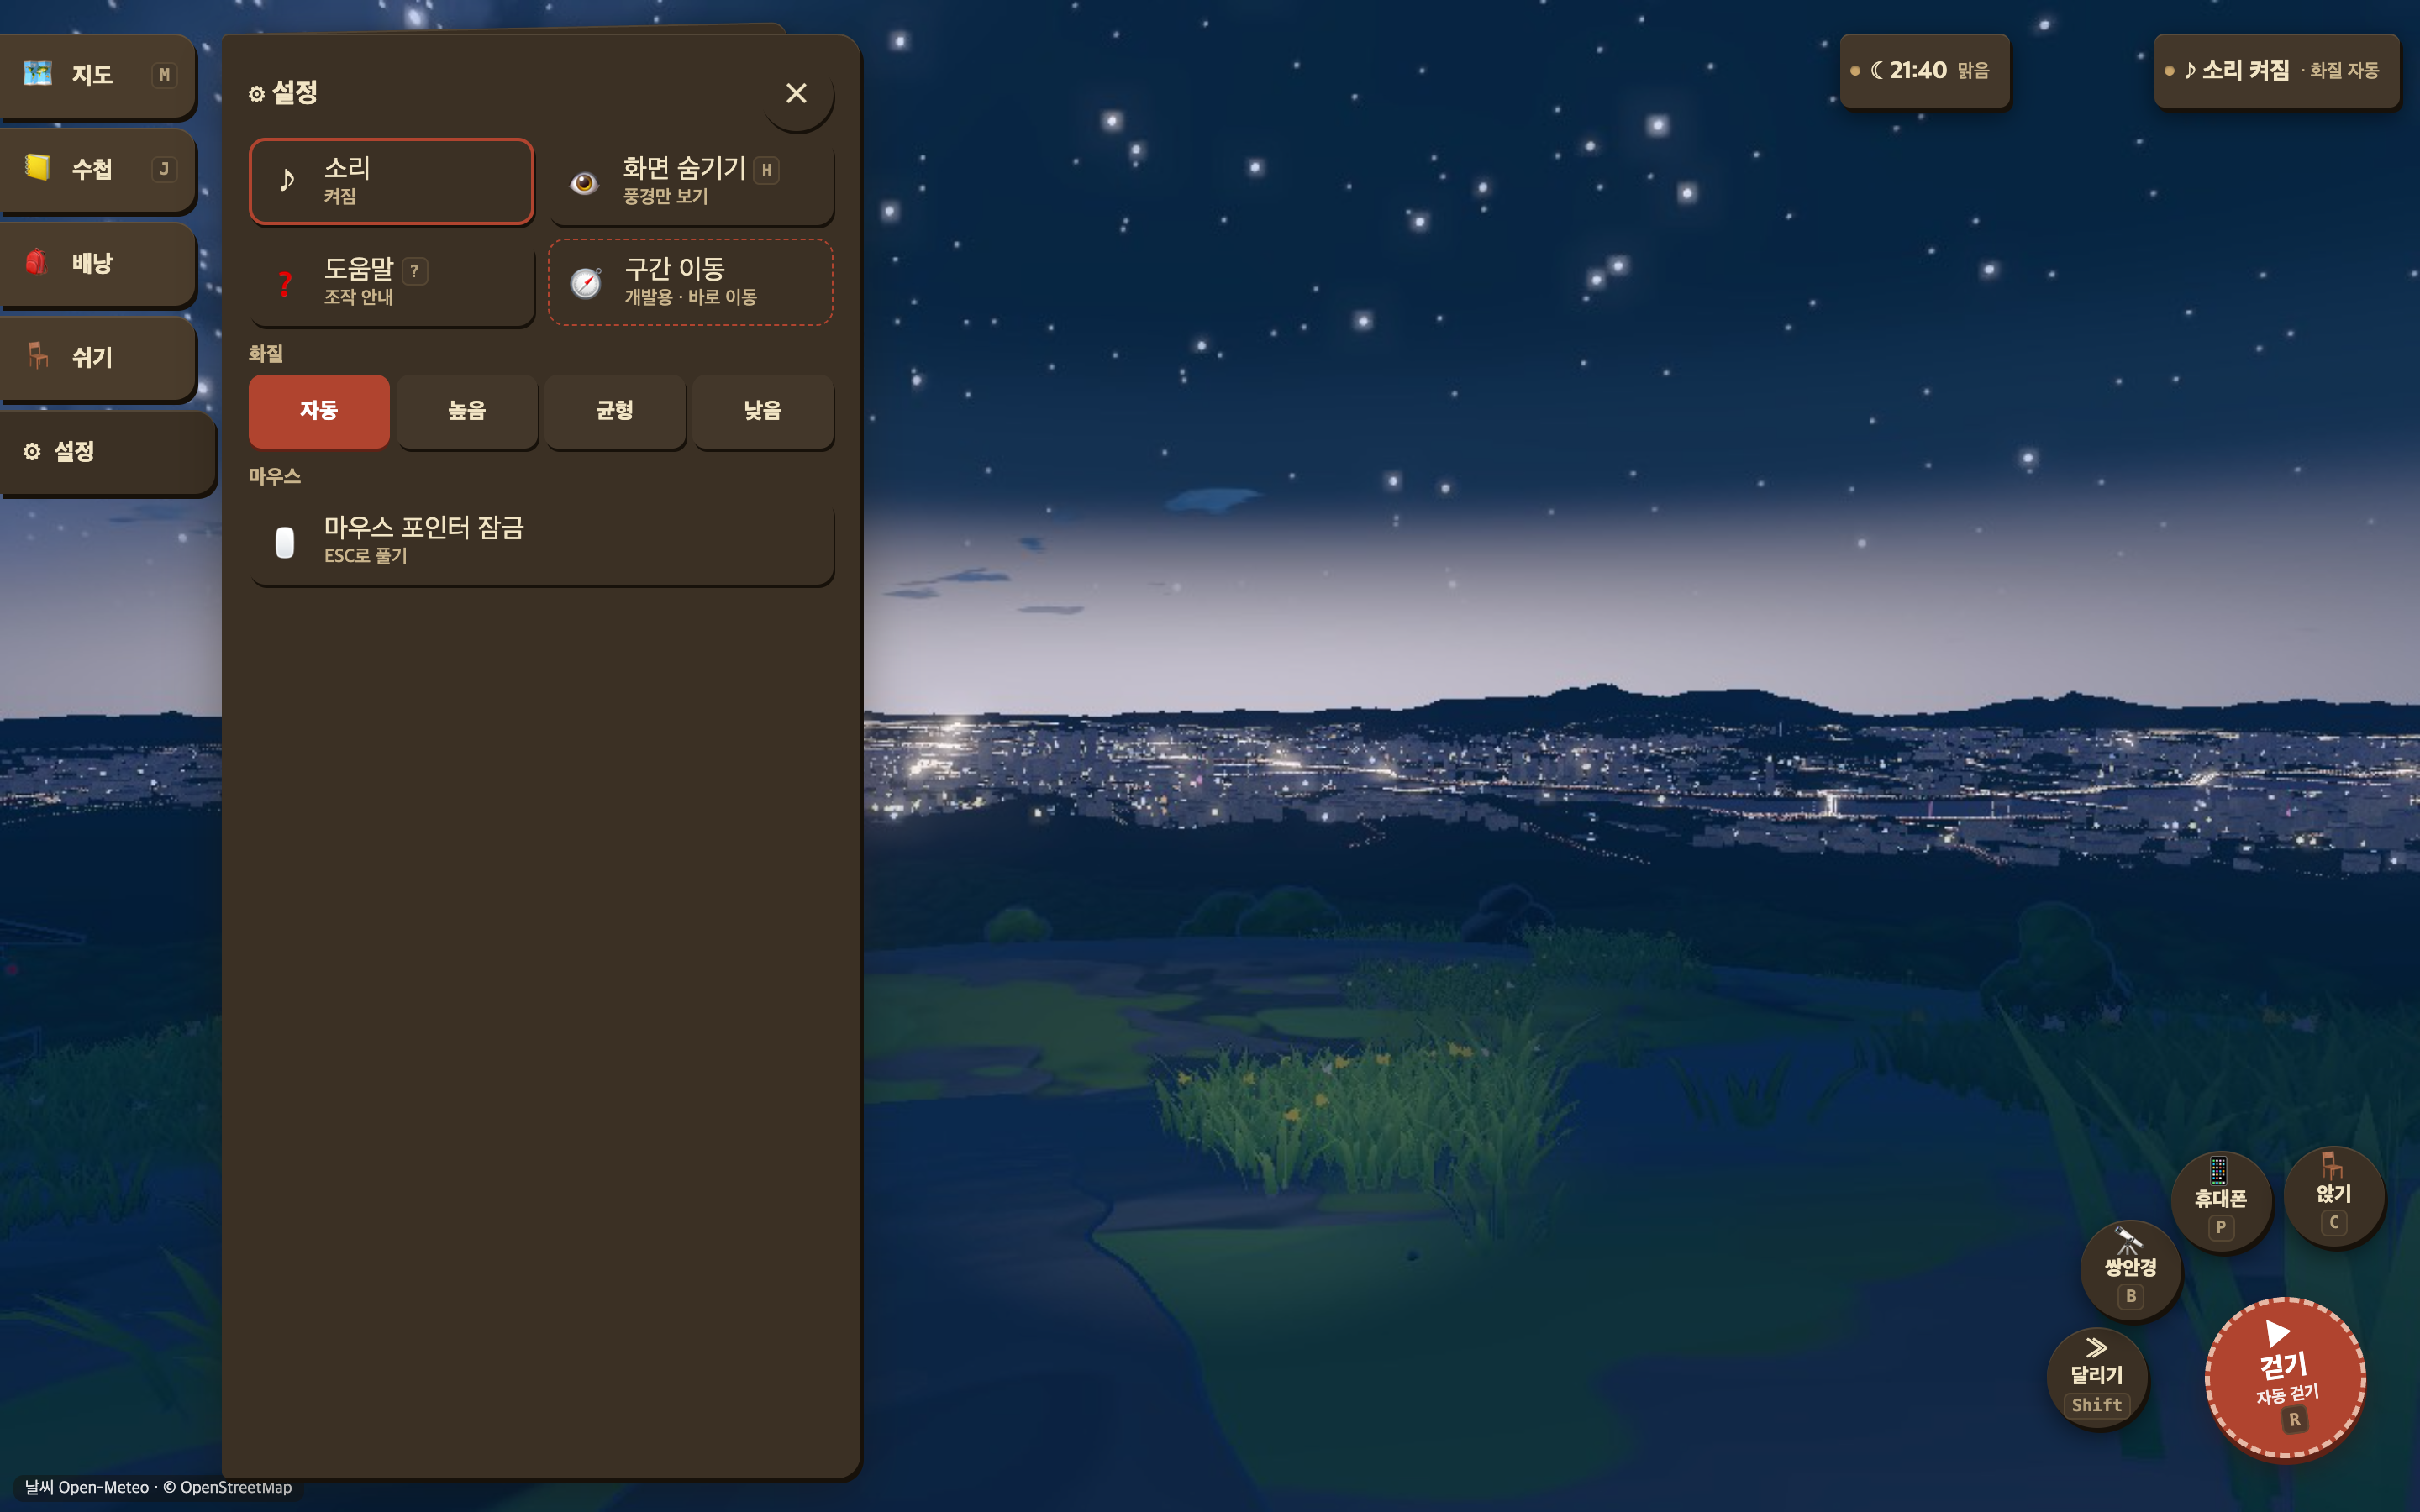 지도 M
수첩 J
배낭
쉬기
⚙ 설정
⚙ 설정 ×
♪ 소리
켜짐
화면 숨기기 H
풍경만 보기
도움말 ?
조작 안내
구간 이동
개발용 · 바로 이동
화질
자동 높음 균형 낮음
마우스
마우스 포인터 잠금
ESC로 풀기
☾ 21:40 맑음
♪ 소리 켜짐 · 화질 자동
휴대폰
P
앉기
C
쌍안경
B
달리기
Shift
걷기
자동 걷기
R
날씨 Open-Meteo · © OpenStreetMap